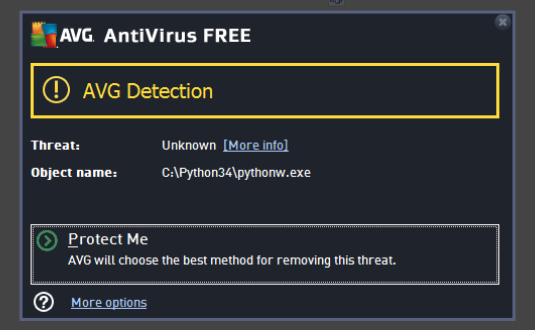 AVG. AntiVirus FREE
AVG Detection
Threat: Unknown [More info]
Object name: C:\Python34\pythonw.exe
Protect Me
AVG will choose the best method for removing this threat.
More options